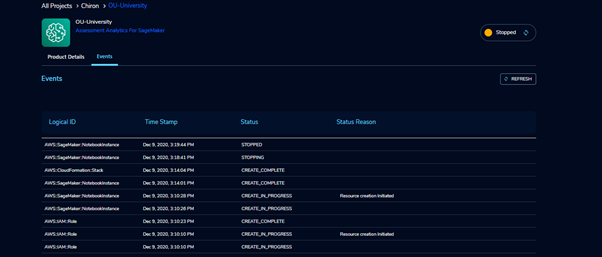 All Projects > Chiron > OU-University
OU-University
Assessment Analytics For SageMaker
Stopped
Product Details Events
Events
REFRESH
Logical ID Time Stamp Status Status Reason
AWS::SageMaker::NotebookInstance Dec 9, 2020, 3:19:44 PM STOPPED
AWS::SageMaker::NotebookInstance Dec 9, 2020, 3:18:41 PM STOPPING
AWS::CloudFormation::Stack Dec 9, 2020, 3:14:04 PM CREATE_COMPLETE
AWS::SageMaker::NotebookInstance Dec 9, 2020, 3:14:01 PM CREATE_COMPLETE
AWS::SageMaker::NotebookInstance Dec 9, 2020, 3:10:28 PM CREATE_IN_PROGRESS Resource creation Initiated
AWS::SageMaker::NotebookInstance Dec 9, 2020, 3:10:26 PM CREATE_IN_PROGRESS
AWS::IAM::Role Dec 9, 2020, 3:10:23 PM CREATE_COMPLETE
AWS::IAM::Role Dec 9, 2020, 3:10:10 PM CREATE_IN_PROGRESS Resource creation Initiated
AWS::IAM::Role Dec 9, 2020, 3:10:10 PM CREATE_IN_PROGRESS